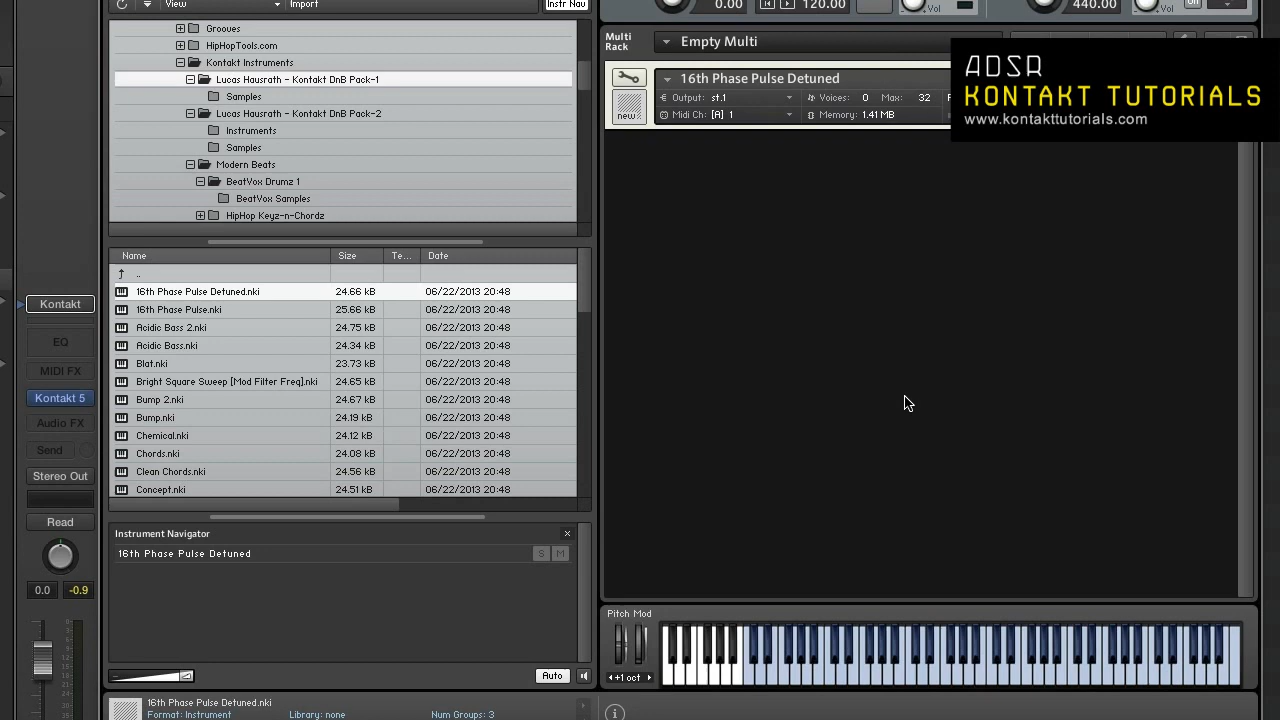 View
Import
Instr Nav
0.00
120.00
Vol
440.00
Vol
Grooves
HipHopTools.com
Kontakt Instruments
Lucas Hausrath - Kontakt DnB Pack-1
Samples
Lucas Hausrath - Kontakt DnB Pack-2
Instruments
Samples
Modern Beats
BeatVox Drumz 1
BeatVox Samples
HipHop Keyz-n-Chordz
Multi
Rack
Empty Multi
16th Phase Pulse Detuned
Output: st.1
Voices: 0 Max: 32
Midi Ch: [A] 1
Memory: 1.41 MB
new
ADSR
KONTAKT TUTORIALS
www.kontakttutorials.com
Name Size Te... Date
..
16th Phase Pulse Detuned.nki 24.66 kB 06/22/2013 20:48
16th Phase Pulse.nki 25.66 kB 06/22/2013 20:48
Acidic Bass 2.nki 24.75 kB 06/22/2013 20:48
Acidic Bass.nki 24.34 kB 06/22/2013 20:48
Blat.nki 23.73 kB 06/22/2013 20:48
Bright Square Sweep [Mod Filter Freq].nki 24.65 kB 06/22/2013 20:48
Bump 2.nki 24.67 kB 06/22/2013 20:48
Bump.nki 24.19 kB 06/22/2013 20:48
Chemical.nki 24.12 kB 06/22/2013 20:48
Chords.nki 24.08 kB 06/22/2013 20:48
Clean Chords.nki 24.56 kB 06/22/2013 20:48
Concept.nki 24.51 kB 06/22/2013 20:48
Kontakt
EQ
MIDI FX
Kontakt 5
Audio FX
Send
Stereo Out
Read
0.0 -0.9
Instrument Navigator
16th Phase Pulse Detuned
S M
Auto
Pitch Mod
+1 oct
16th Phase Pulse Detuned.nki
Format: Instrument Library: none Num Groups: 3